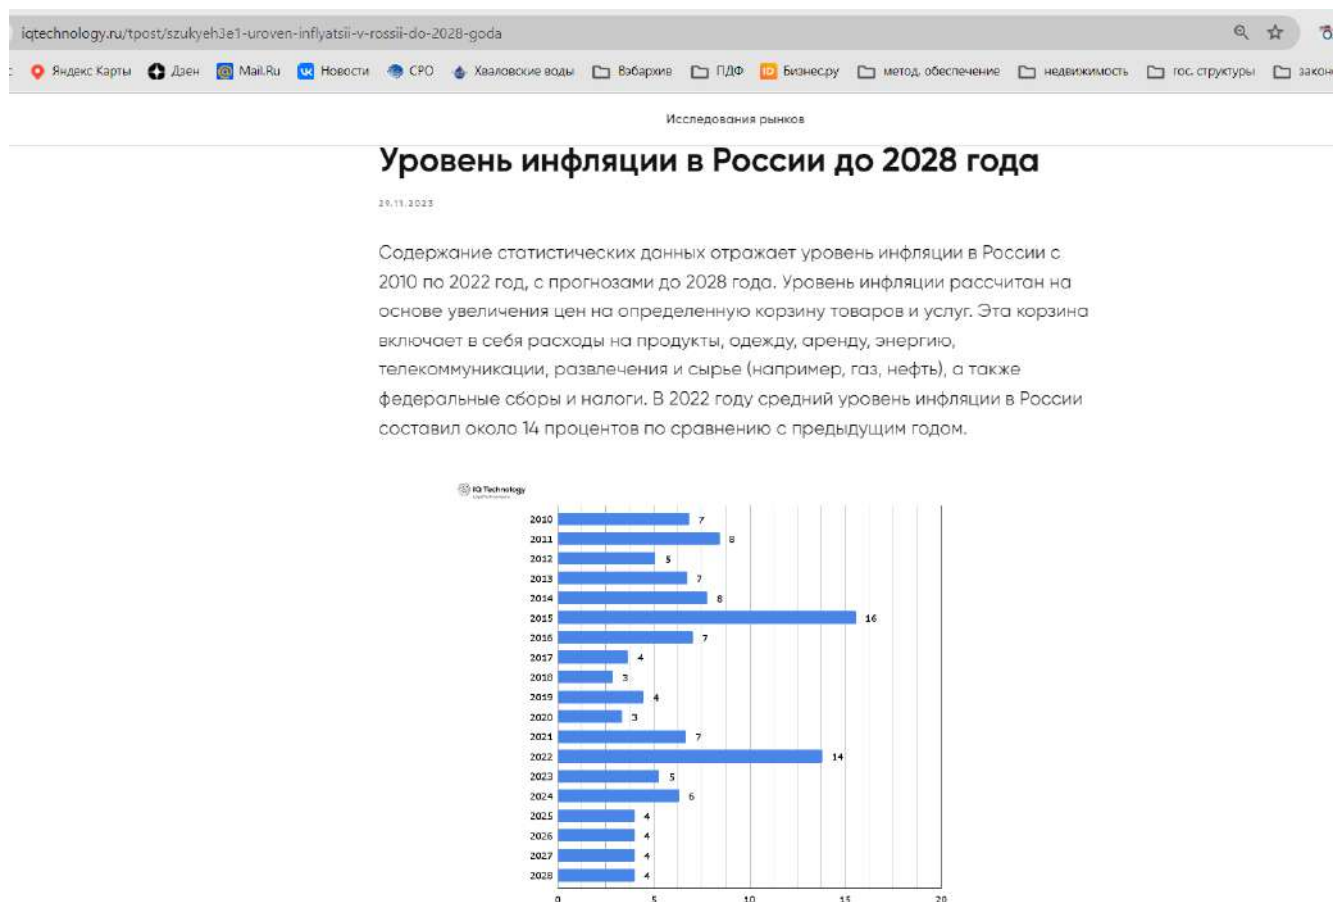 iqtechnology.ru/tpost/szukyeh3e1-uroven-inflyatsii-v-rossii-do-2028-goda
Яндекс Карты Дзен Mail.Ru Новости СРО Хваловские воды Вэбархив ПДФ Бизнес.ру метод. обеспечение недвижимость гос. структуры закон
Исследования рынков
Уровень инфляции в России до 2028 года
29.11.2023
Содержание статистических данных отражает уровень инфляции в России с
2010 по 2022 год, с прогнозами до 2028 года. Уровень инфляции рассчитан на
основе увеличения цен на определенную корзину товаров и услуг. Эта корзина
включает в себя расходы на продукты, одежду, аренду, энергию,
телекоммуникации, развлечения и сырье (например, газ, нефть), а также
федеральные сборы и налоги. В 2022 году средний уровень инфляции в России
составил около 14 процентов по сравнению с предыдущим годом.
IQ Technology
2010 7
2011 8
2012 5
2013 7
2014 8
2015 16
2016 7
2017 4
2018 3
2019 4
2020 3
2021 7
2022 14
2023 5
2024 6
2025 4
2026 4
2027 4
2028 4
0 5 10 15 20